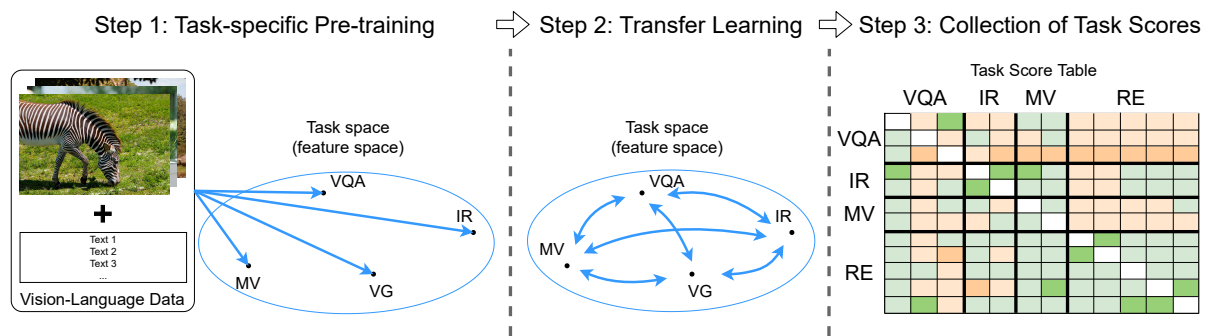 Step 1: Task-specific Pre-training
Step 2: Transfer Learning
Step 3: Collection of Task Scores
Text 1
Text 2
Text 3
...
Vision-Language Data
Task space
(feature space)
VQA
IR
MV
VG
Task space
(feature space)
VQA
IR
MV
VG
Task Score Table
VQA IR MV RE
VQA
IR
MV
RE